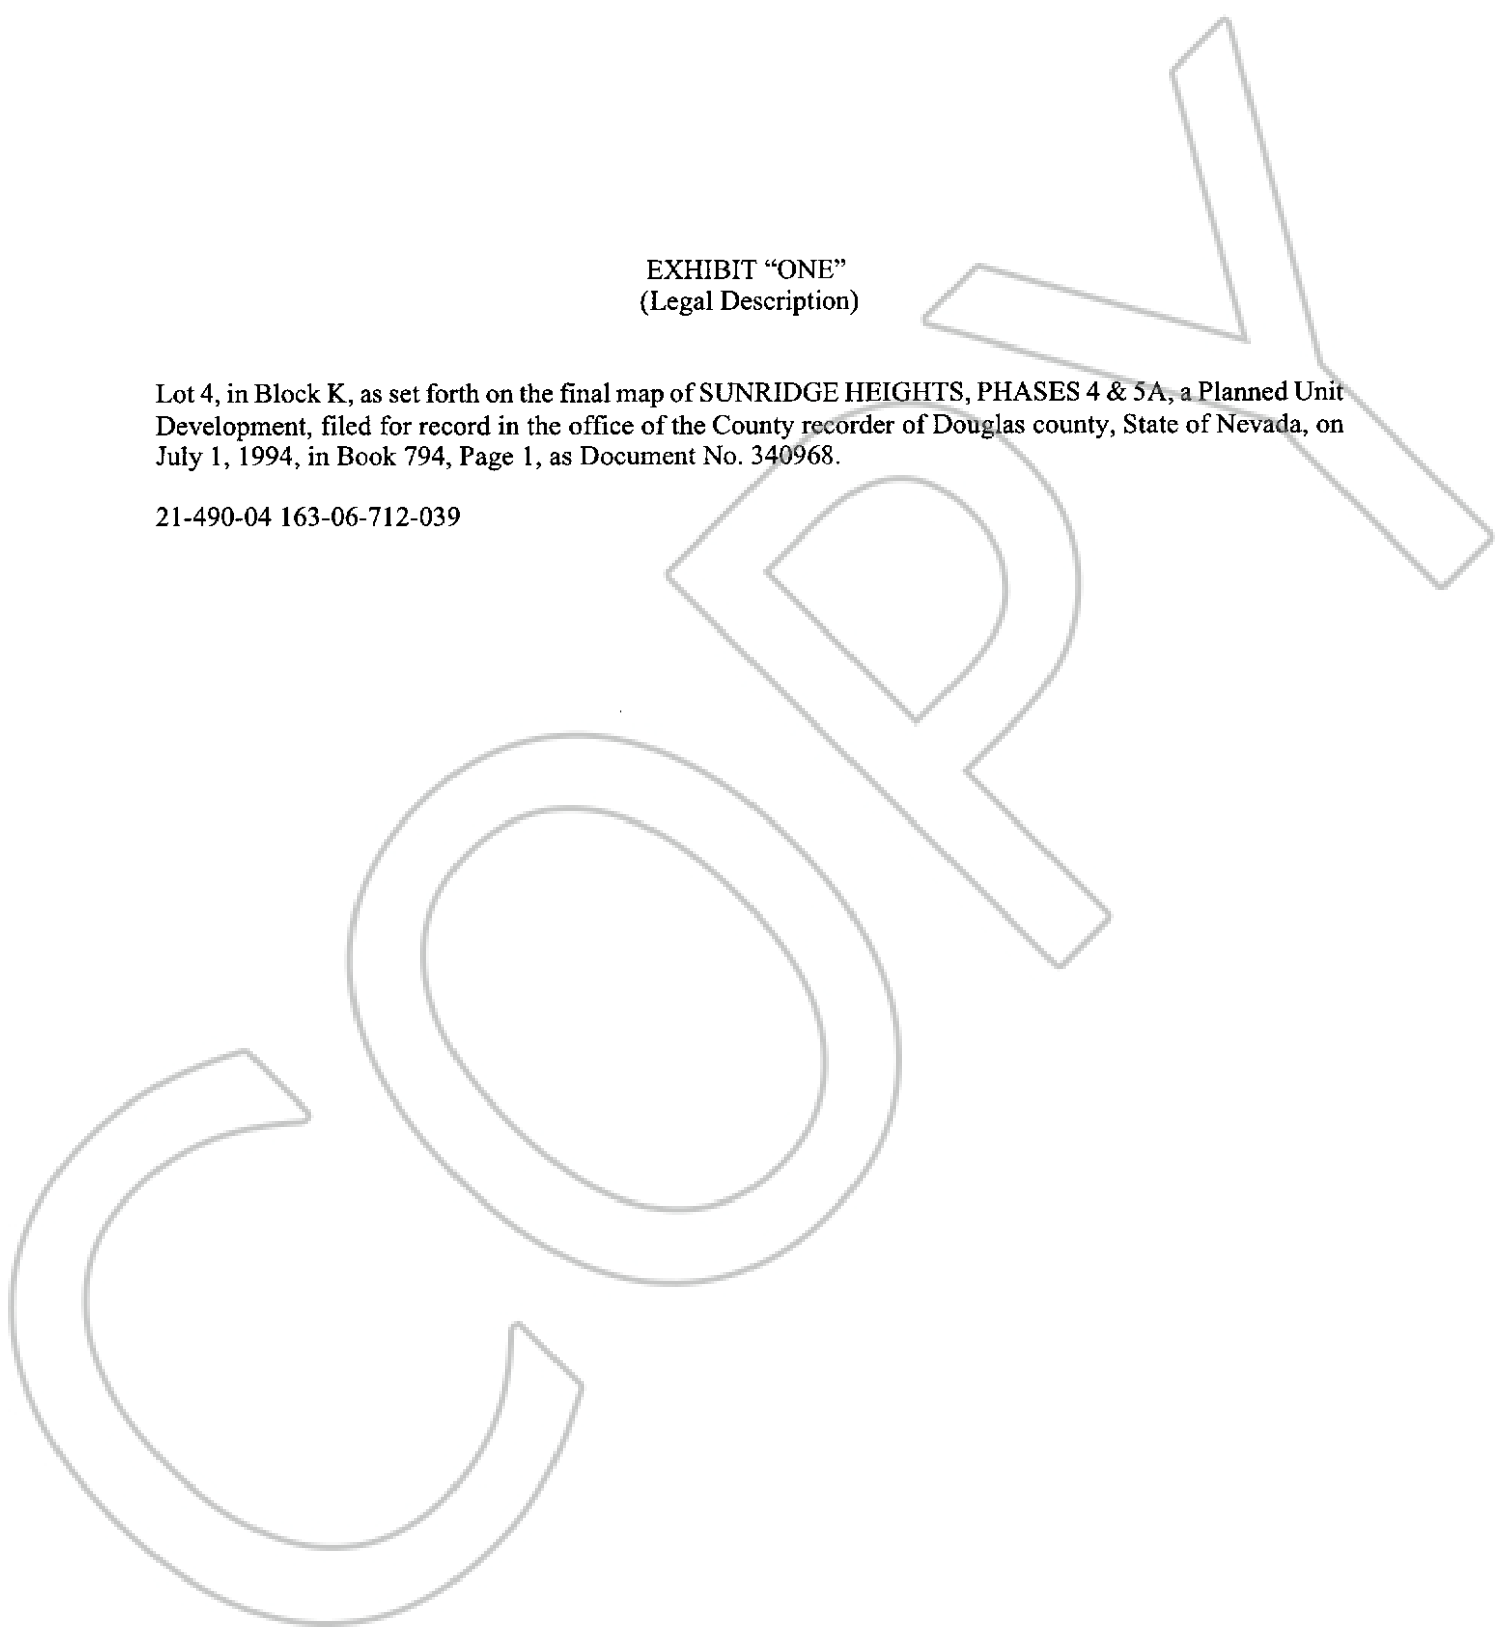 EXHIBIT “ONE”
(Legal Description)
Lot 4, in Block K, as set forth on the final map of SUNRIDGE HEIGHTS, PHASES 4 & 5A, a Planned Unit
Development, filed for record in the office of the County recorder of Douglas county, State of Nevada, on
July 1, 1994, in Book 794, Page 1, as Document No. 340968.
21-490-04 163-06-712-039
COPY